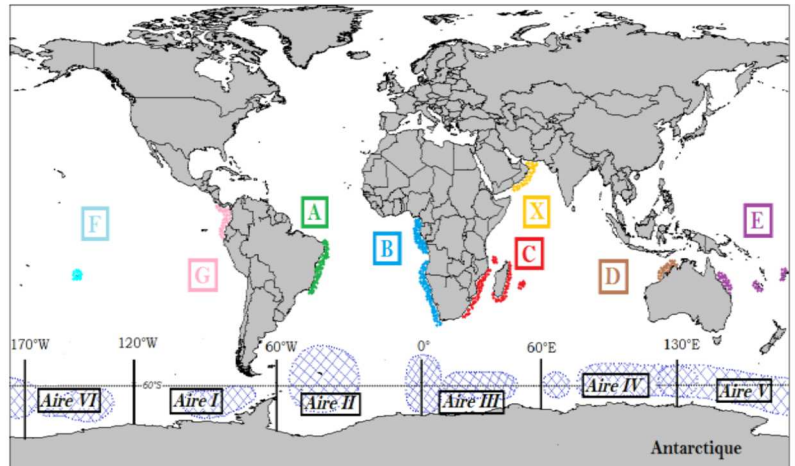 A
X
F
E
B
C
G
D
170°W
120°W
60°W
0°
60°E
130°E
60°S
Aire VI
Aire I
Aire II
Aire III
Aire IV
Aire V
Antarctique